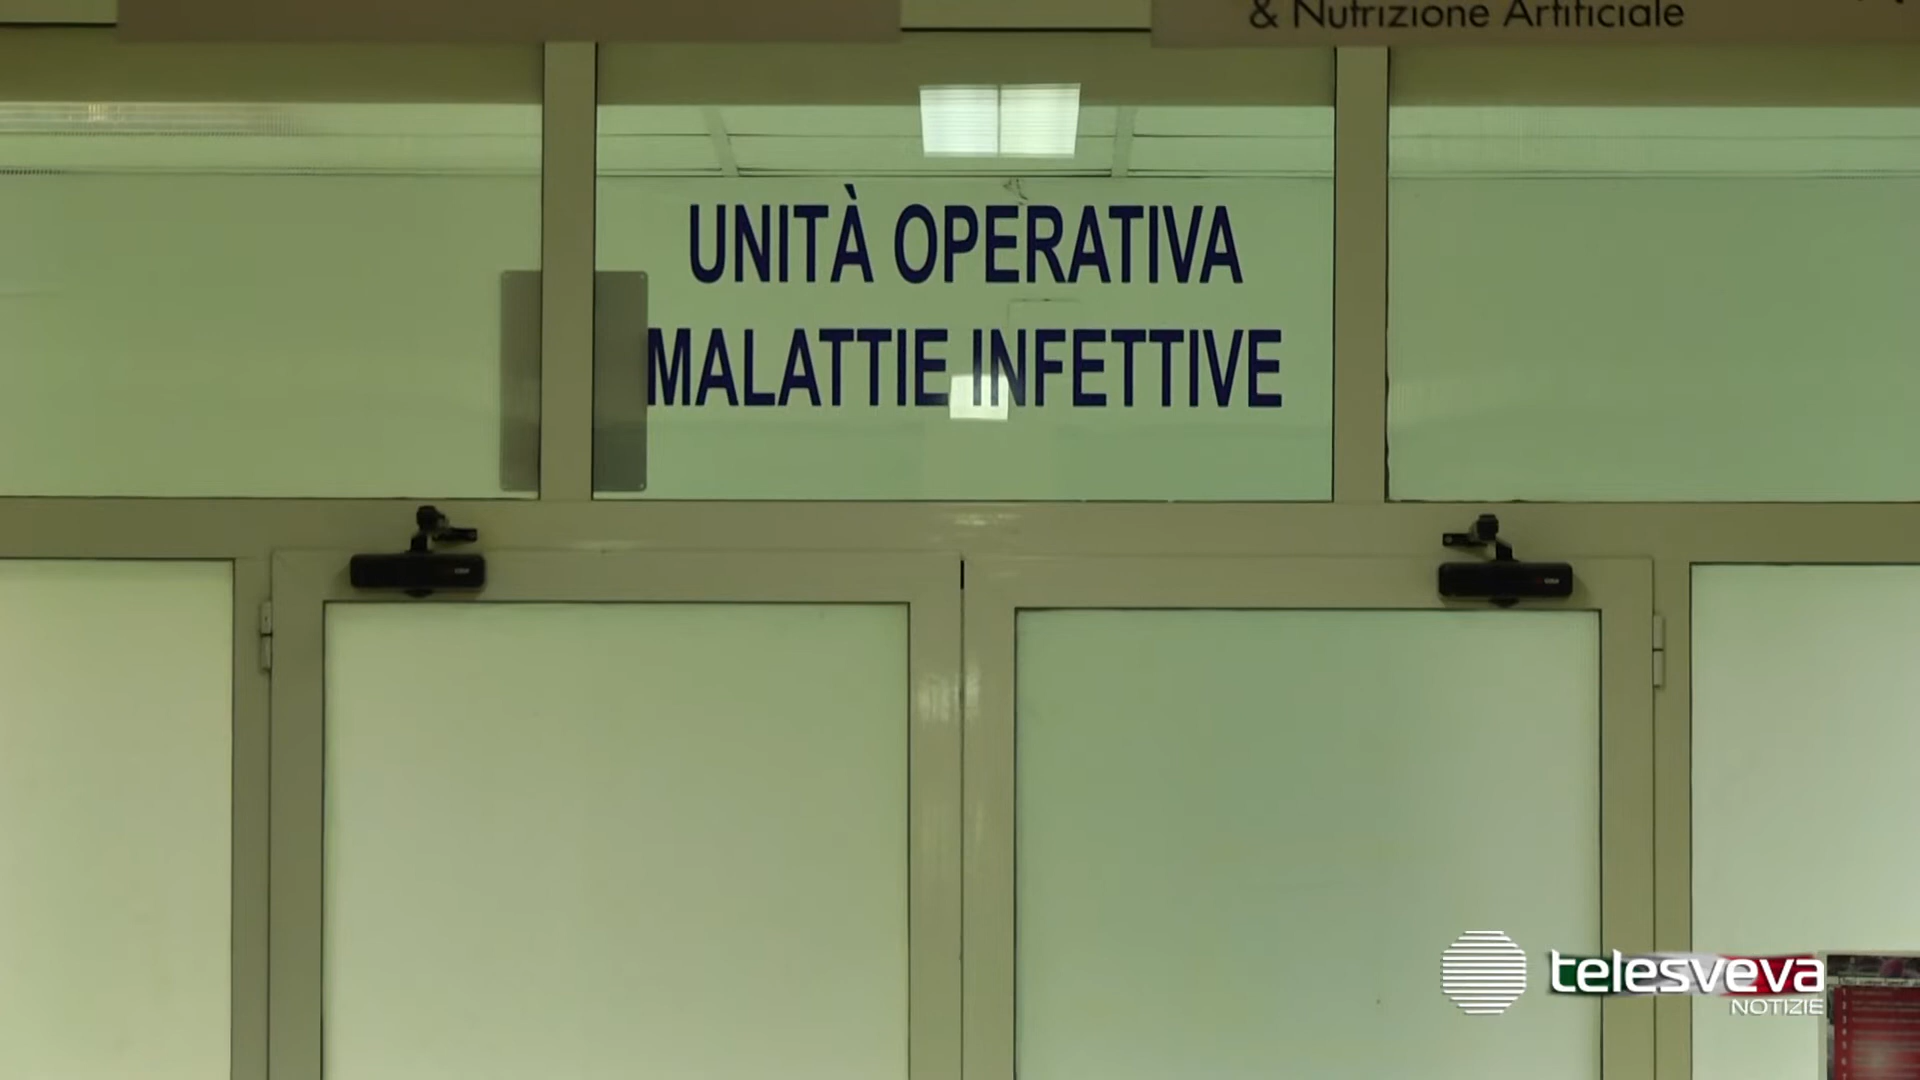 & Nutrizione Artificiale
UNITÀ OPERATIVA
MALATTIE INFETTIVE
telesveva
NOTIZIE